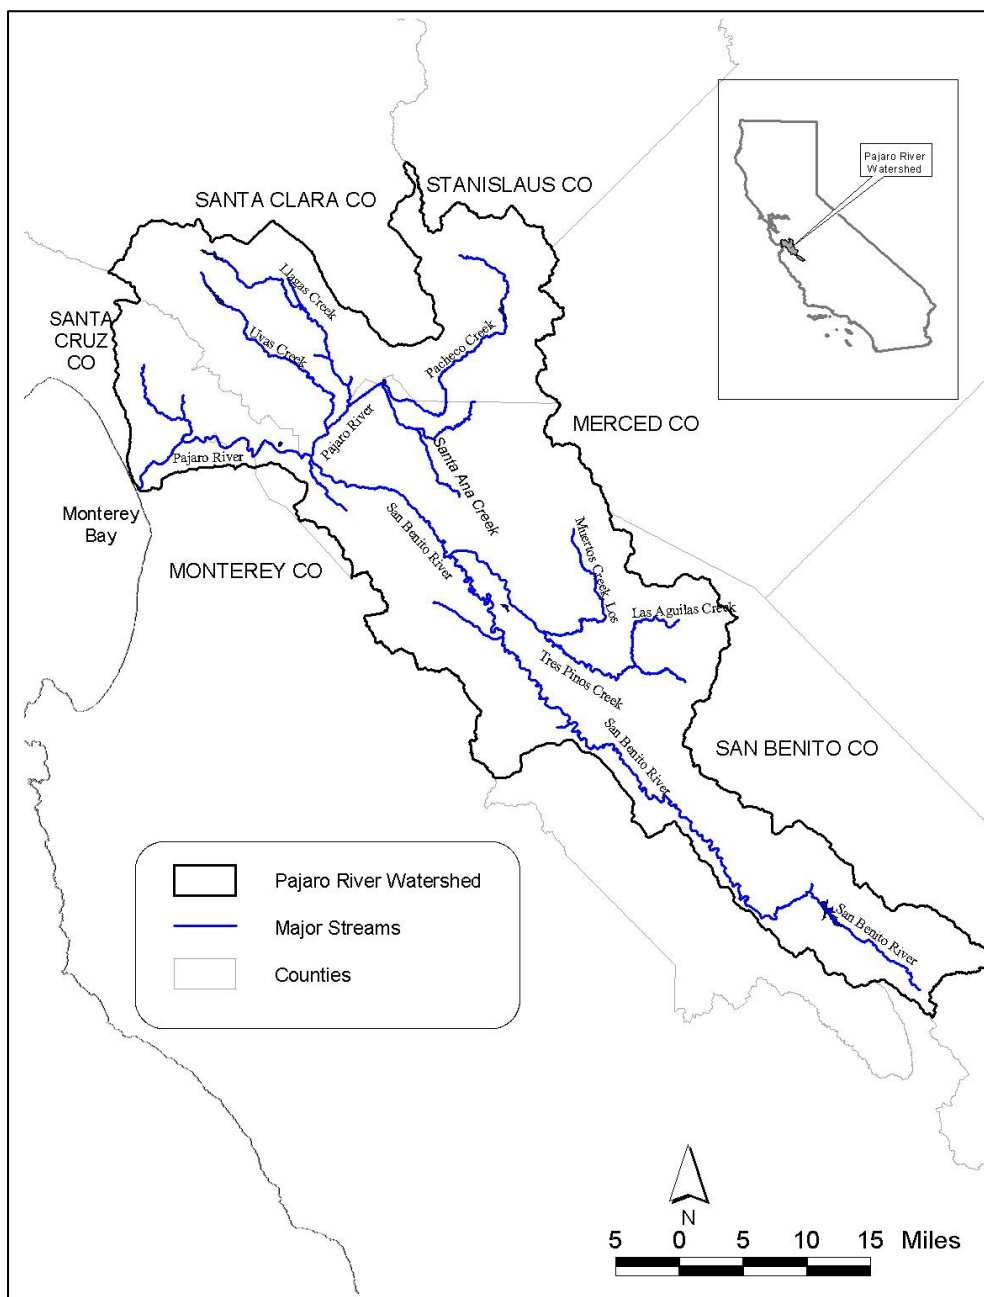 SANTA CLARA CO
STANISLAUS CO
Pajaro River
Watershed
Llagas Creek
SANTA
CRUZ
CO
Uvas Creek
Pacheco Creek
MERCED CO
Pajaro River
Pajaro River
Santa Ana Creek
Monterey
Bay
San Benito River
Muertos Creek, Los
MONTEREY CO
Las Aguilas Creek
Tres Pinos Creek
San Benito River
SAN BENITO CO
San Benito River
Pajaro River Watershed
Major Streams
Counties
N
5 0 5 10 15 Miles